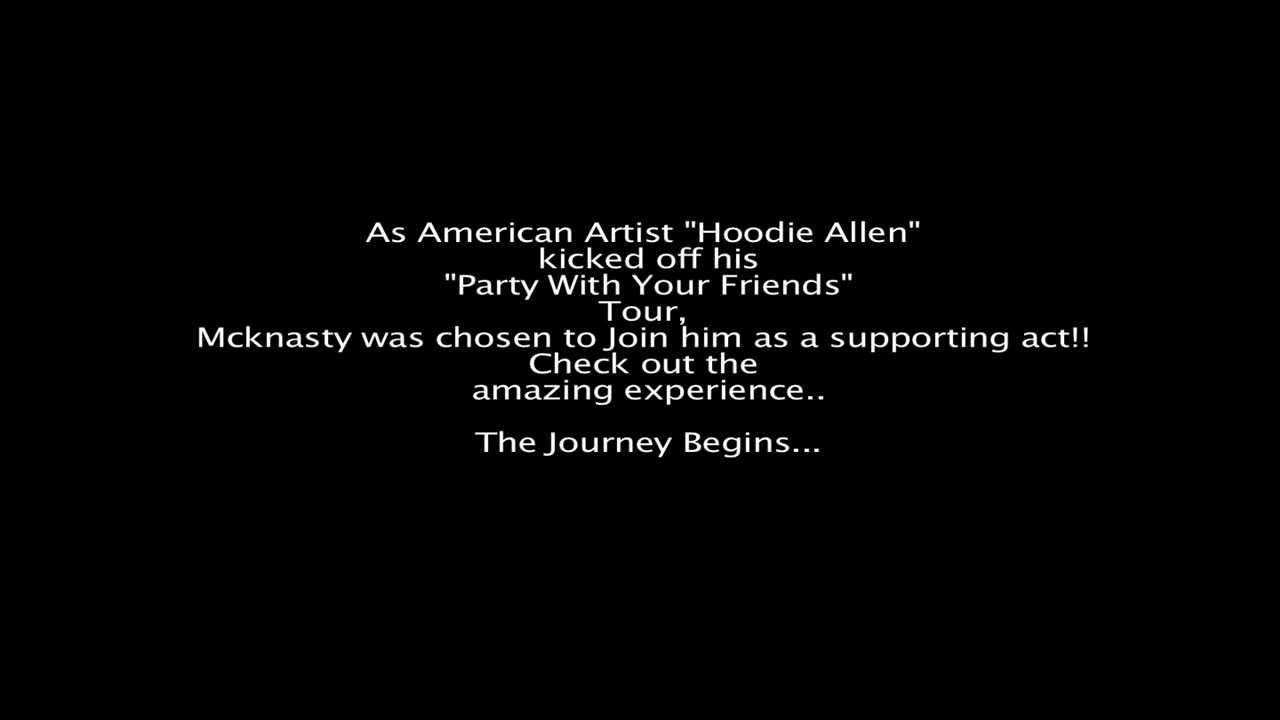 As American Artist "Hoodie Allen"
kicked off his
"Party With Your Friends"
Tour,
Mcknasty was chosen to Join him as a supporting act!!
Check out the
amazing experience..
The Journey Begins...